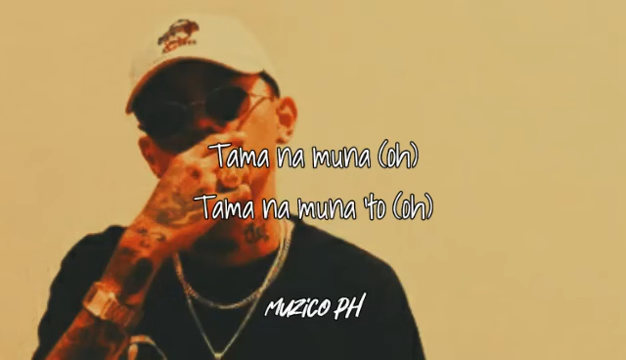 Tama na muna (oh)
Tama na muna 'to (oh)
MUZICO PH